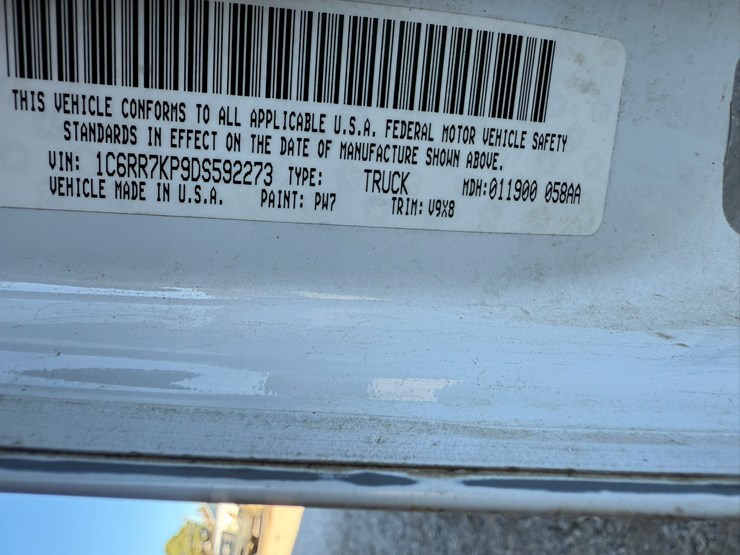 THIS VEHICLE CONFORMS TO ALL APPLICABLE U.S.A. FEDERAL MOTOR VEHICLE SAFETY
STANDARDS IN EFFECT ON THE DATE OF MANUFACTURE SHOWN ABOVE.
VIN: 1C6RR7KP9DS592273 TYPE: TRUCK MDH:011900 058AA
VEHICLE MADE IN U.S.A. PAINT: PW7 TRIM: V9X8